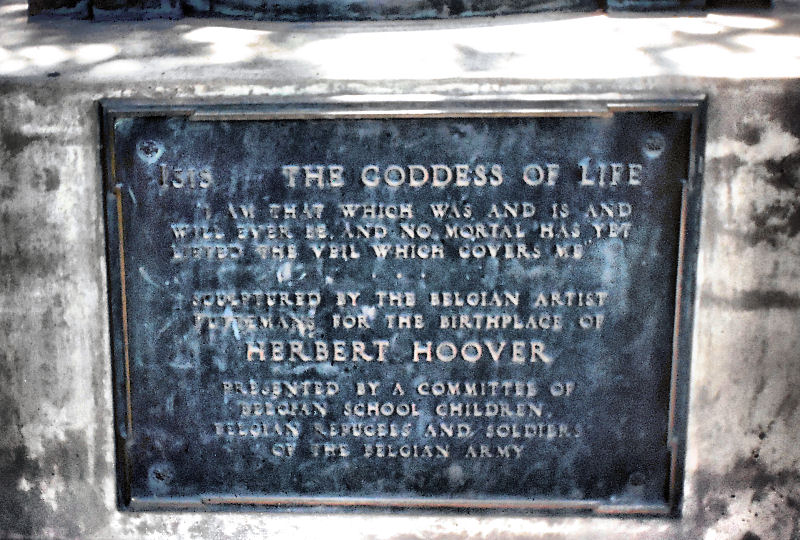 ISIS THE GODDESS OF LIFE
"I AM THAT WHICH WAS AND IS AND
WILL EVER BE, AND NO MORTAL HAS YET
LIFTED THE VEIL WHICH COVERS ME"
SCULPTURED BY THE BELGIAN ARTIST
PUTTEMANS FOR THE BIRTHPLACE OF
HERBERT HOOVER
PRESENTED BY A COMMITTEE OF
BELGIAN SCHOOL CHILDREN,
BELGIAN REFUGEES AND SOLDIERS
OF THE BELGIAN ARMY